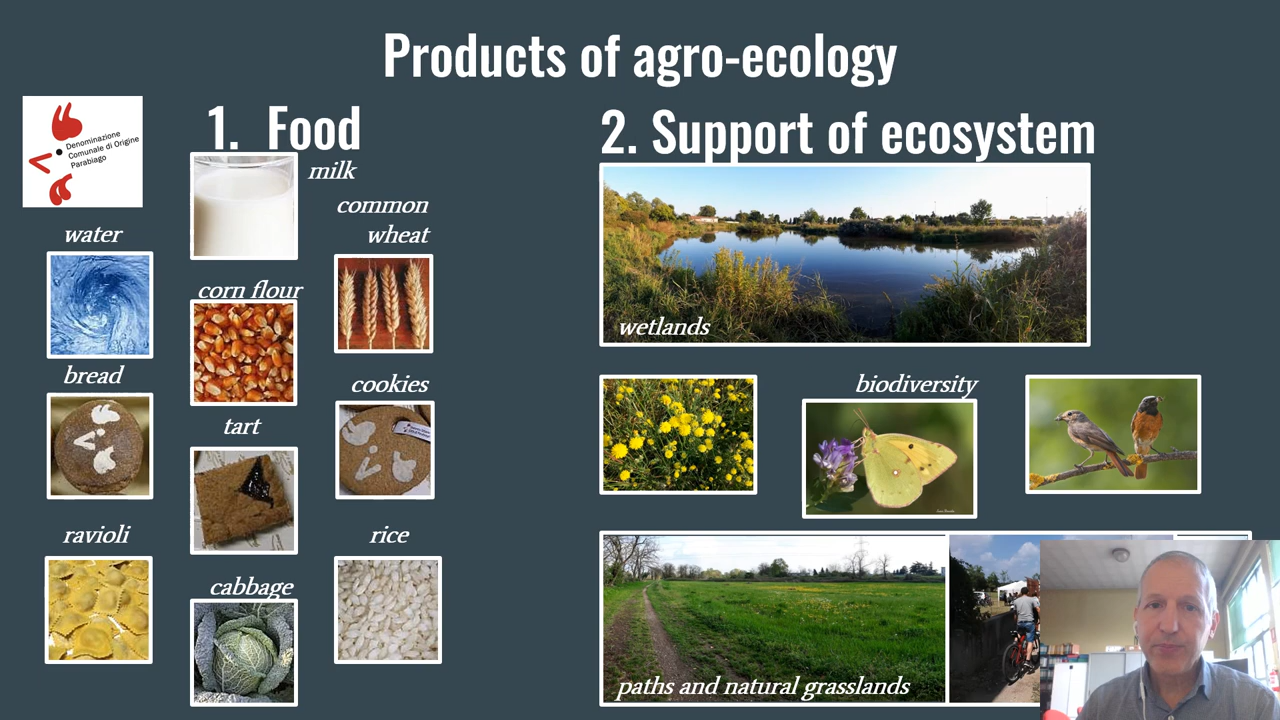 Products of agro-ecology
Denominazione
Comunale di Origine
Parabiago
1. Food
milk
common
wheat
water
corn flour
bread
cookies
tart
ravioli
rice
cabbage
2. Support of ecosystem
wetlands
biodiversity
paths and natural grasslands